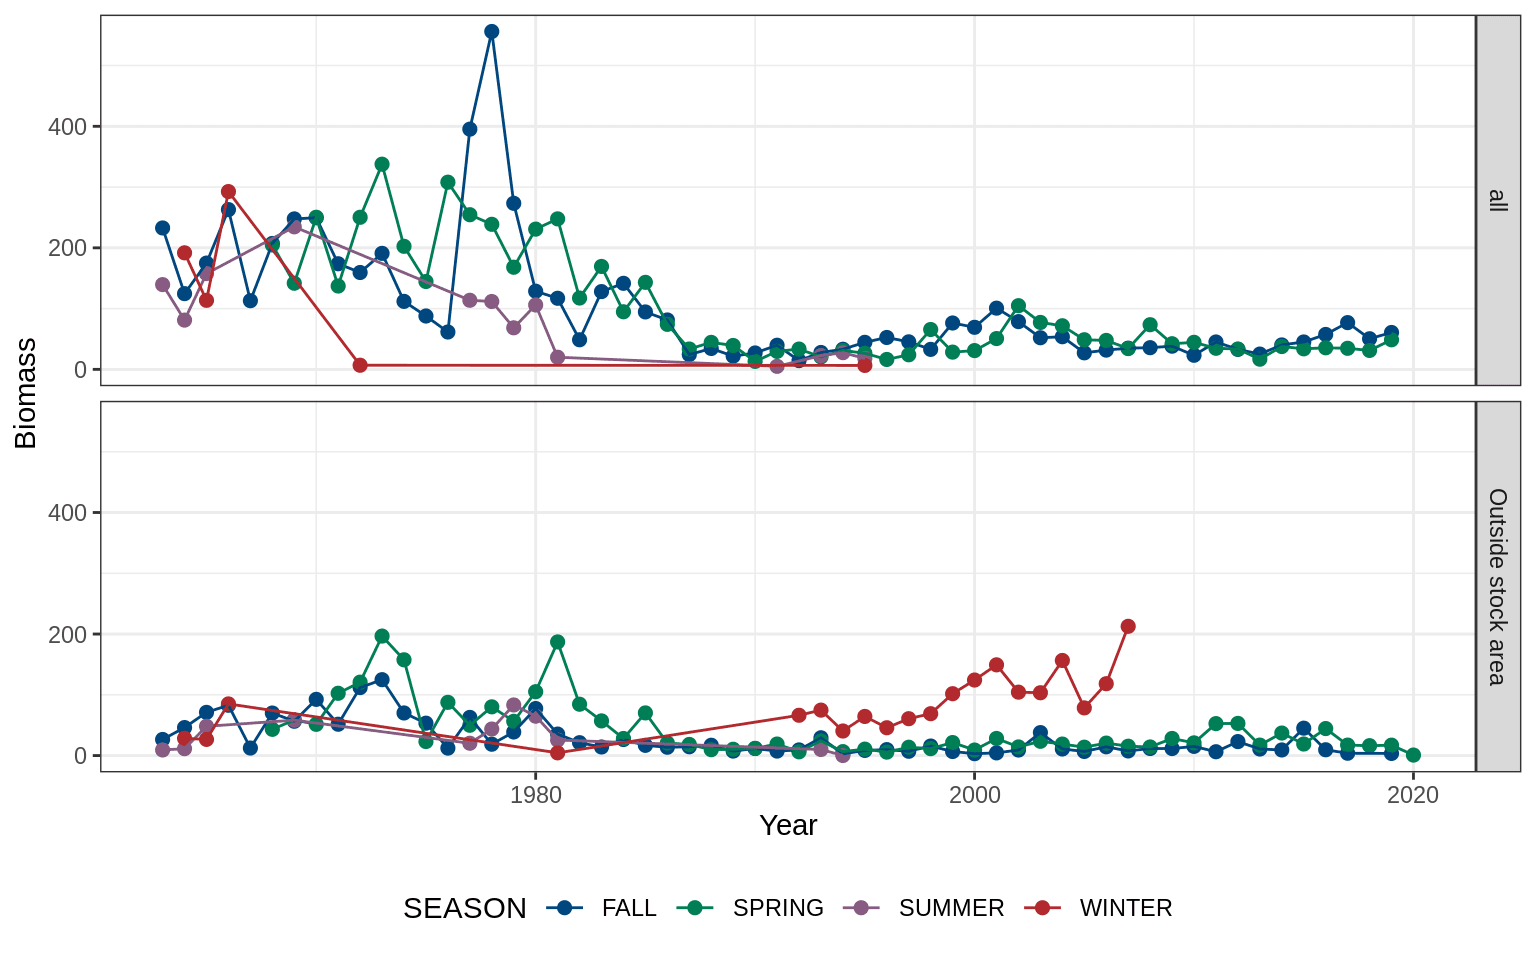 400
200
0
all
Biomass
400
200
0
Outside stock area
1980 2000 2020
Year
SEASON FALL SPRING SUMMER WINTER